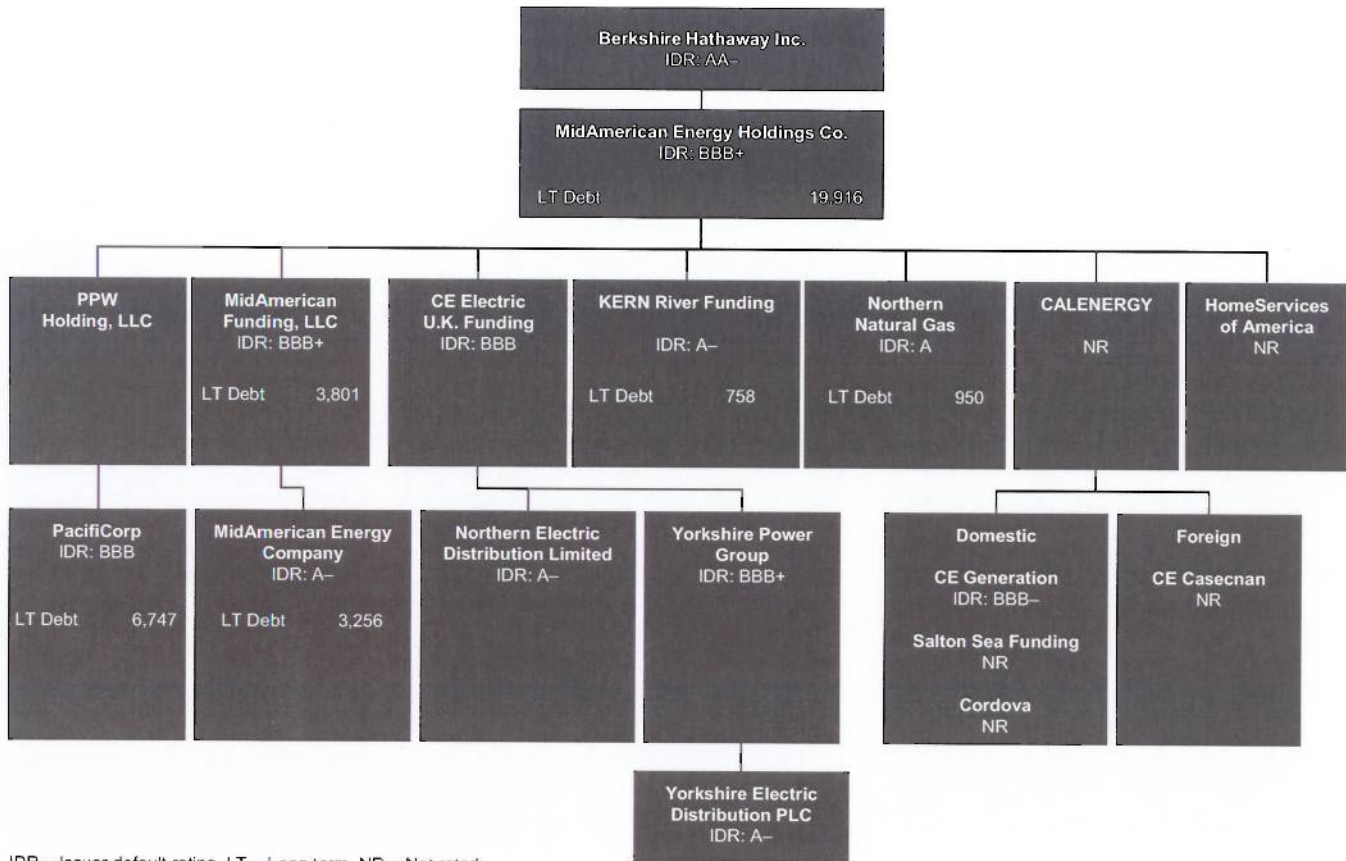 Berkshire Hathaway Inc.
IDR: AA–
MidAmerican Energy Holdings Co.
IDR: BBB+
LT Debt 19,916
PPW
Holding, LLC
MidAmerican
Funding, LLC
IDR: BBB+
LT Debt 3,801
CE Electric
U.K. Funding
IDR: BBB
KERN River Funding
IDR: A–
LT Debt 758
Northern
Natural Gas
IDR: A
LT Debt 950
CALENERGY
NR
HomeServices
of America
NR
PacifiCorp
IDR: BBB
LT Debt 6,747
MidAmerican Energy
Company
IDR: A–
LT Debt 3,256
Northern Electric
Distribution Limited
IDR: A–
Yorkshire Power
Group
IDR: BBB+
Domestic
CE Generation
IDR: BBB–
Salton Sea Funding
NR
Cordova
NR
Foreign
CE Casecnan
NR
Yorkshire Electric
Distribution PLC
IDR: A–